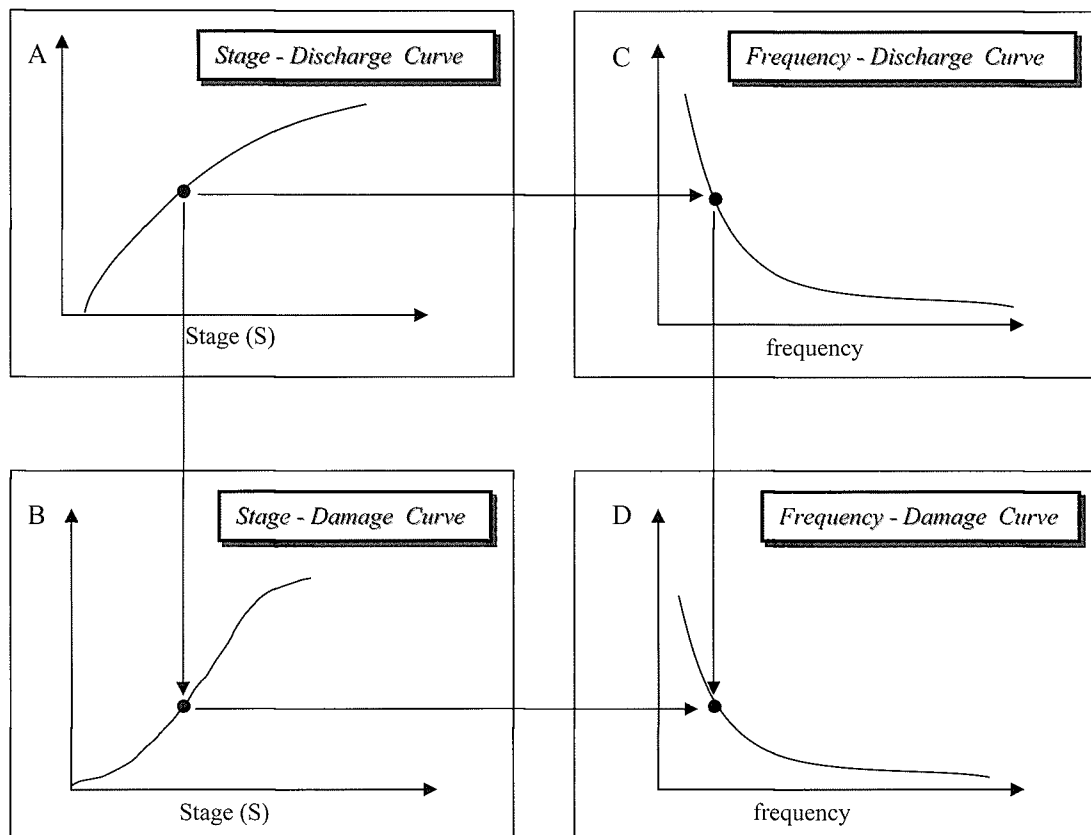 A
Stage - Discharge Curve
Stage (S)
C
Frequency - Discharge Curve
frequency
B
Stage - Damage Curve
Stage (S)
D
Frequency - Damage Curve
frequency